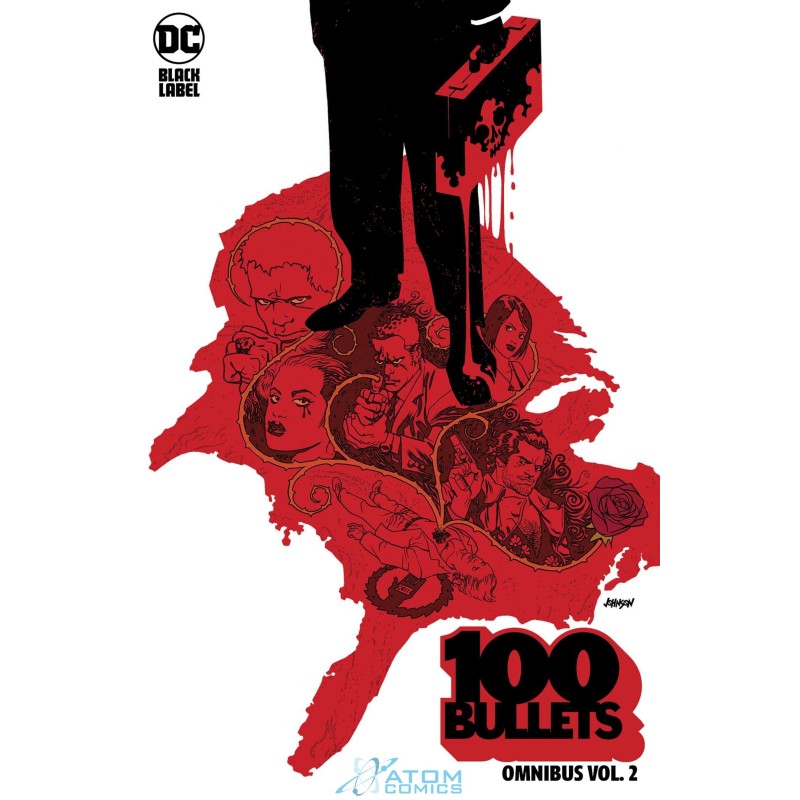 DC
BLACK
LABEL
JOHNSON
100
BULLETS
OMNIBUS VOL. 2
ATOM
COMICS